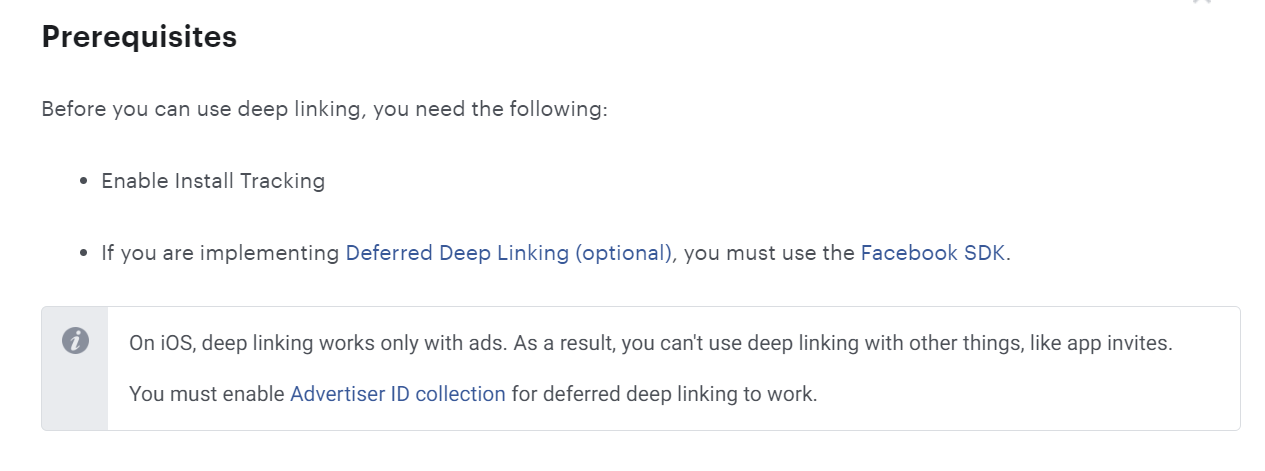 Prerequisites
Before you can use deep linking, you need the following:
• Enable Install Tracking
• If you are implementing Deferred Deep Linking (optional), you must use the Facebook SDK.
On iOS, deep linking works only with ads. As a result, you can't use deep linking with other things, like app invites.
You must enable Advertiser ID collection for deferred deep linking to work.